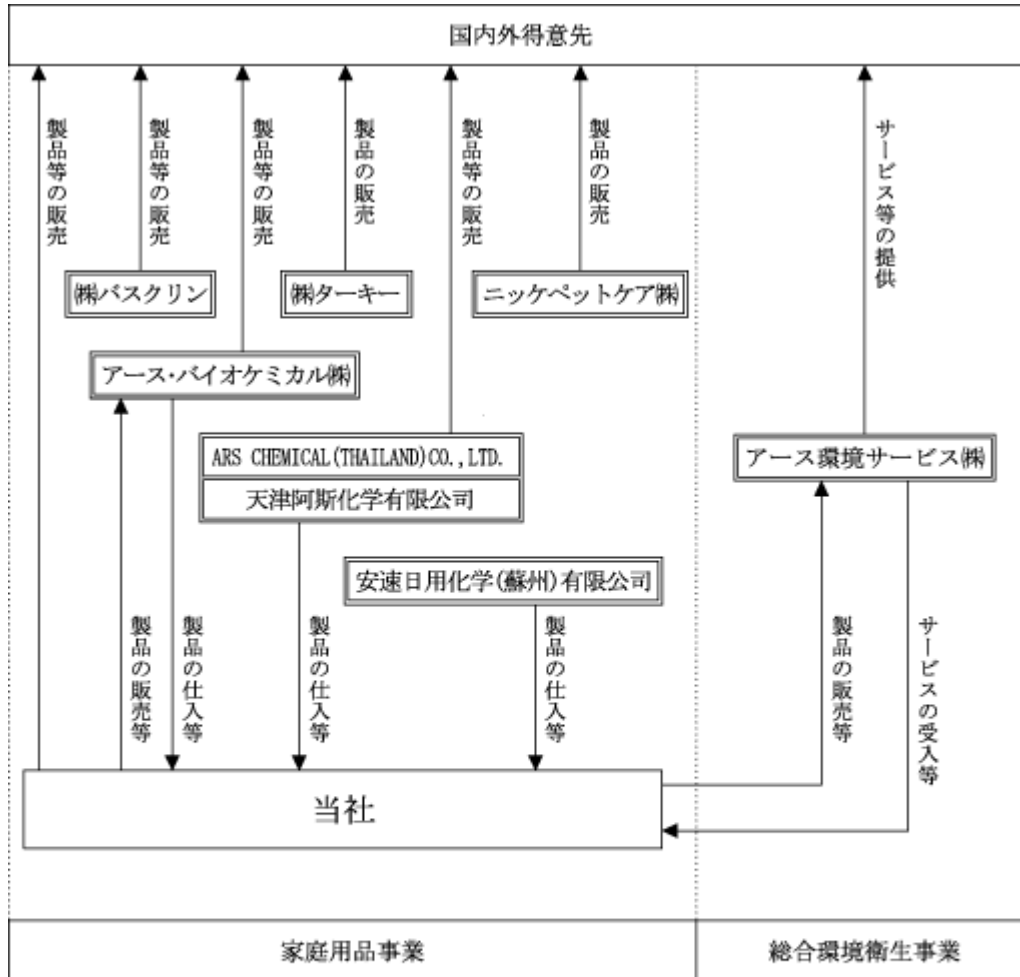 国内外得意先
製品等の販売
製品等の販売
製品等の販売
製品の販売
製品等の販売
製品の販売
サービス等の提供
㈱バスクリン
㈱ターキー
ニッケペットケア㈱
アース・バイオケミカル㈱
ARS CHEMICAL(THAILAND)CO.,LTD.
天津阿斯化学有限公司
アース環境サービス㈱
安速日用化学(蘇州)有限公司
製品の販売等
製品の仕入等
製品の仕入等
製品の仕入等
製品の販売等
サービスの受入等
当社
家庭用品事業
総合環境衛生事業